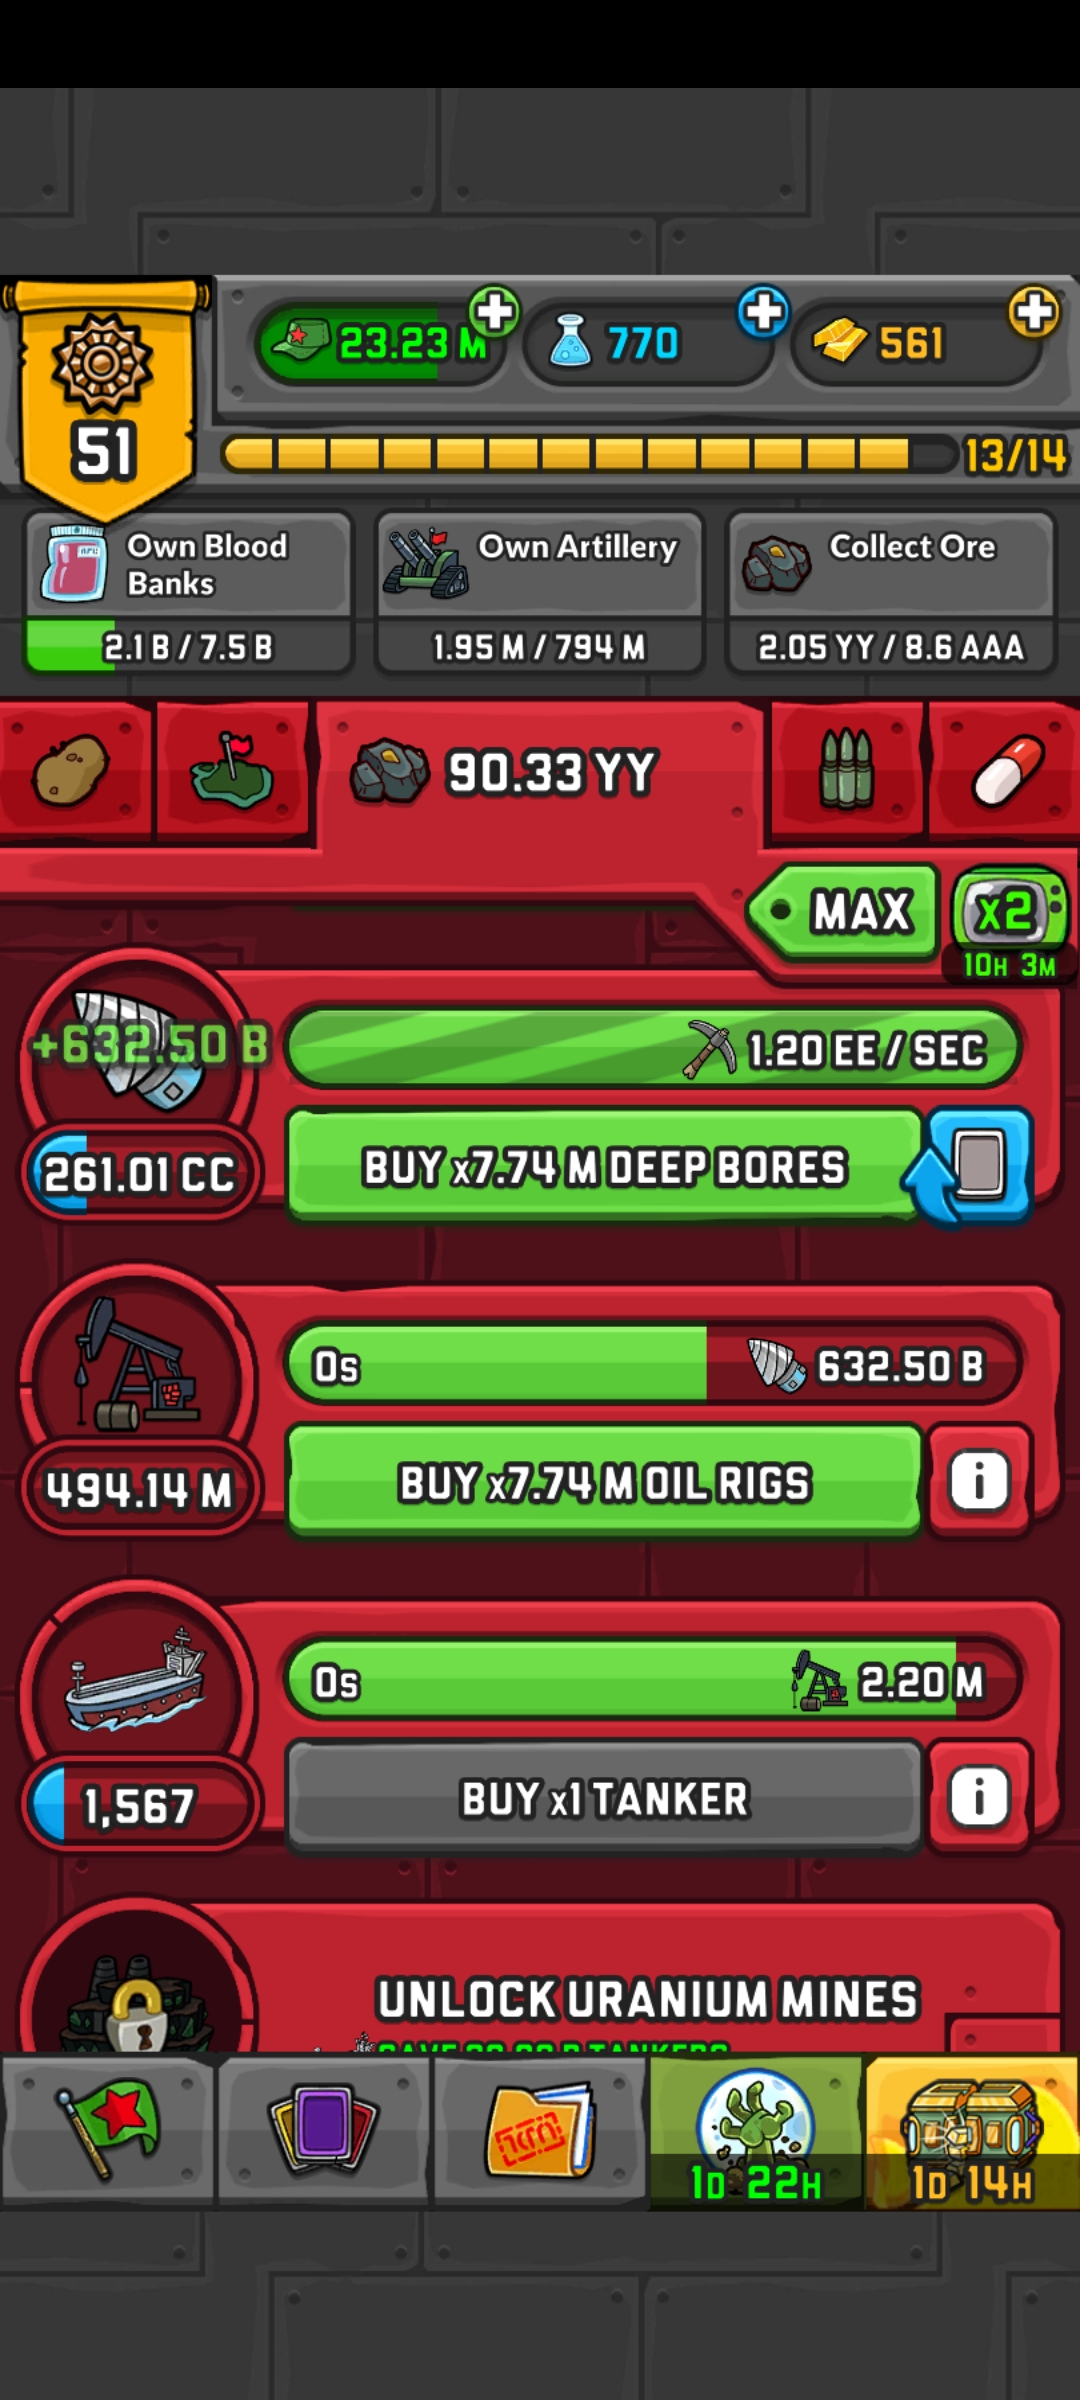 51
23.23 M
770
561
13/14
Own Blood
Banks
2.1 B / 7.5 B
Own Artillery
1.95 M / 794 M
Collect Ore
2.05 YY / 8.6 AAA
90.33 YY
MAX
x2
10H 3M
+632.50 B
1.20 EE / SEC
261.01 CC
BUY x7.74 M DEEP BORES
0s
632.50 B
494.14 M
BUY x7.74 M OIL RIGS
i
0s
2.20 M
1,567
BUY x1 TANKER
i
UNLOCK URANIUM MINES
1D 22H
1D 14H